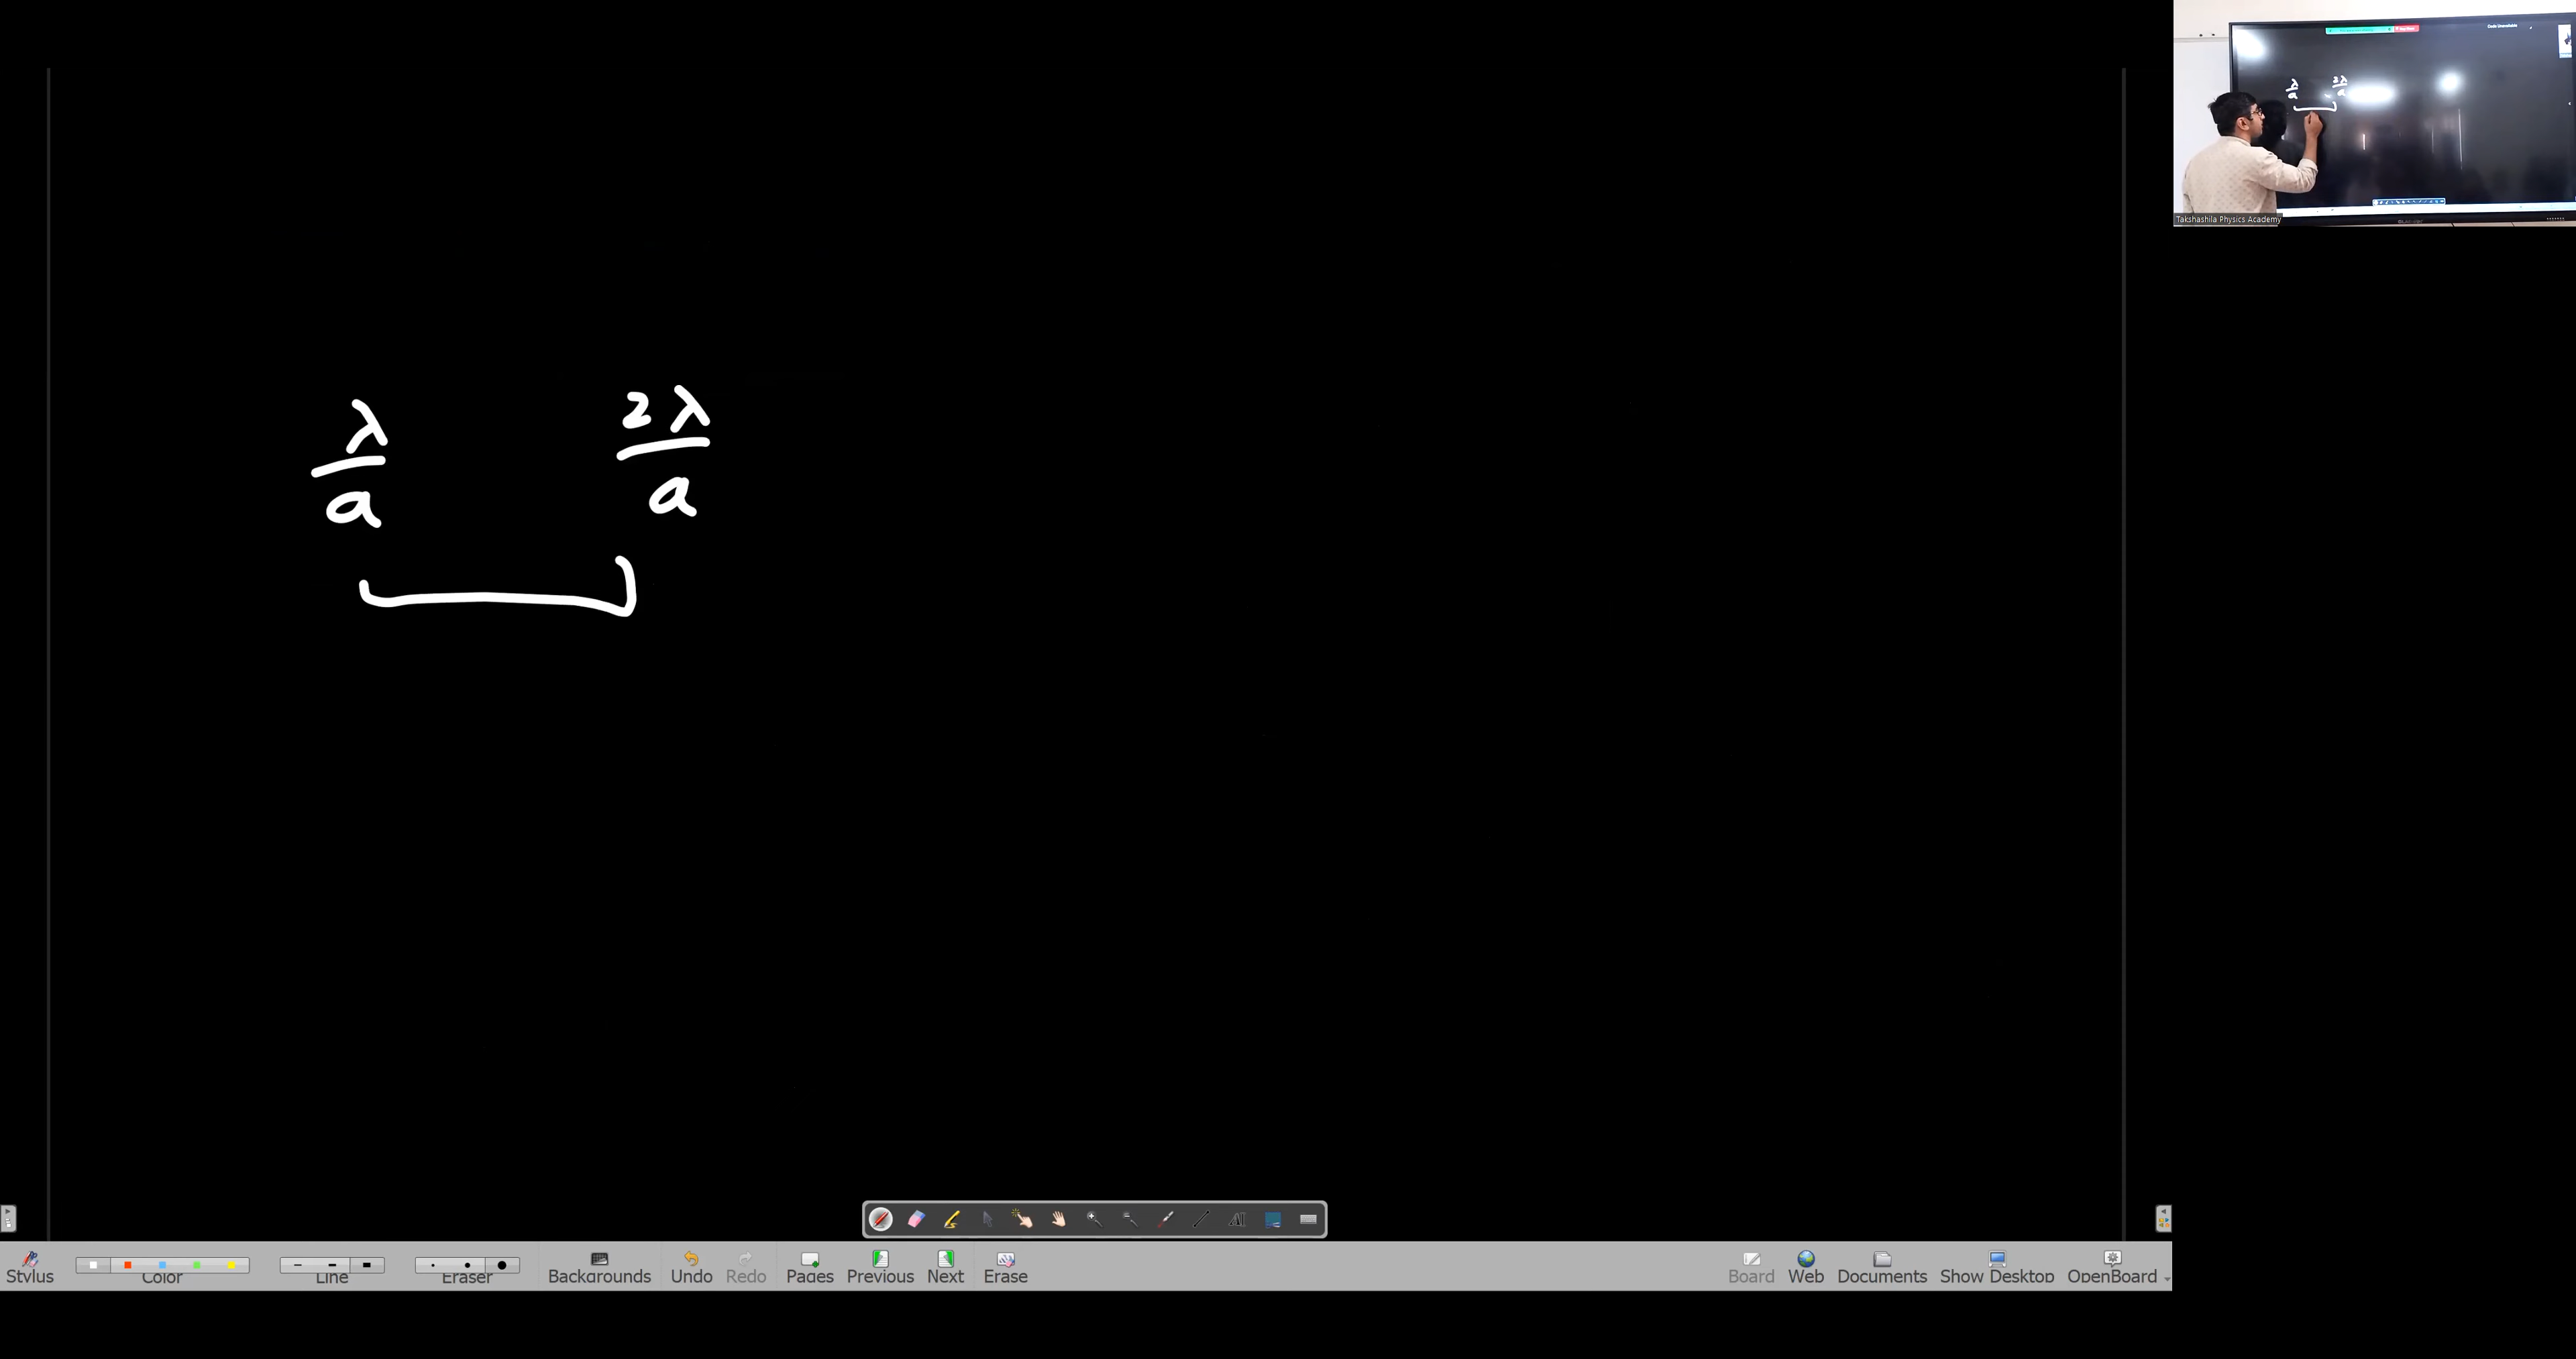 λ/a 2λ/a
Takshashila Physics Academy
Stylus Color Line Eraser Backgrounds Undo Redo Pages Previous Next Erase Board Web Documents Show Desktop OpenBoard